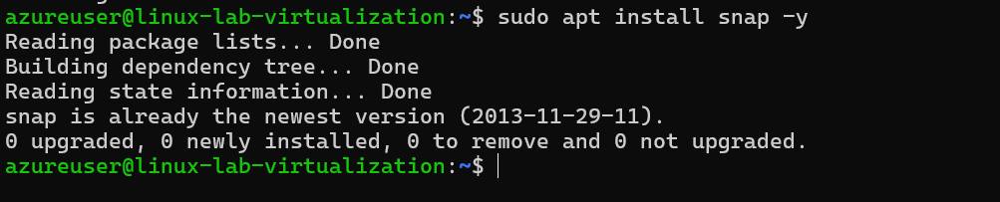 azureuser@linux-lab-virtualization:~$ sudo apt install snap -y
Reading package lists... Done
Building dependency tree... Done
Reading state information... Done
snap is already the newest version (2013-11-29-11).
0 upgraded, 0 newly installed, 0 to remove and 0 not upgraded.
azureuser@linux-lab-virtualization:~$